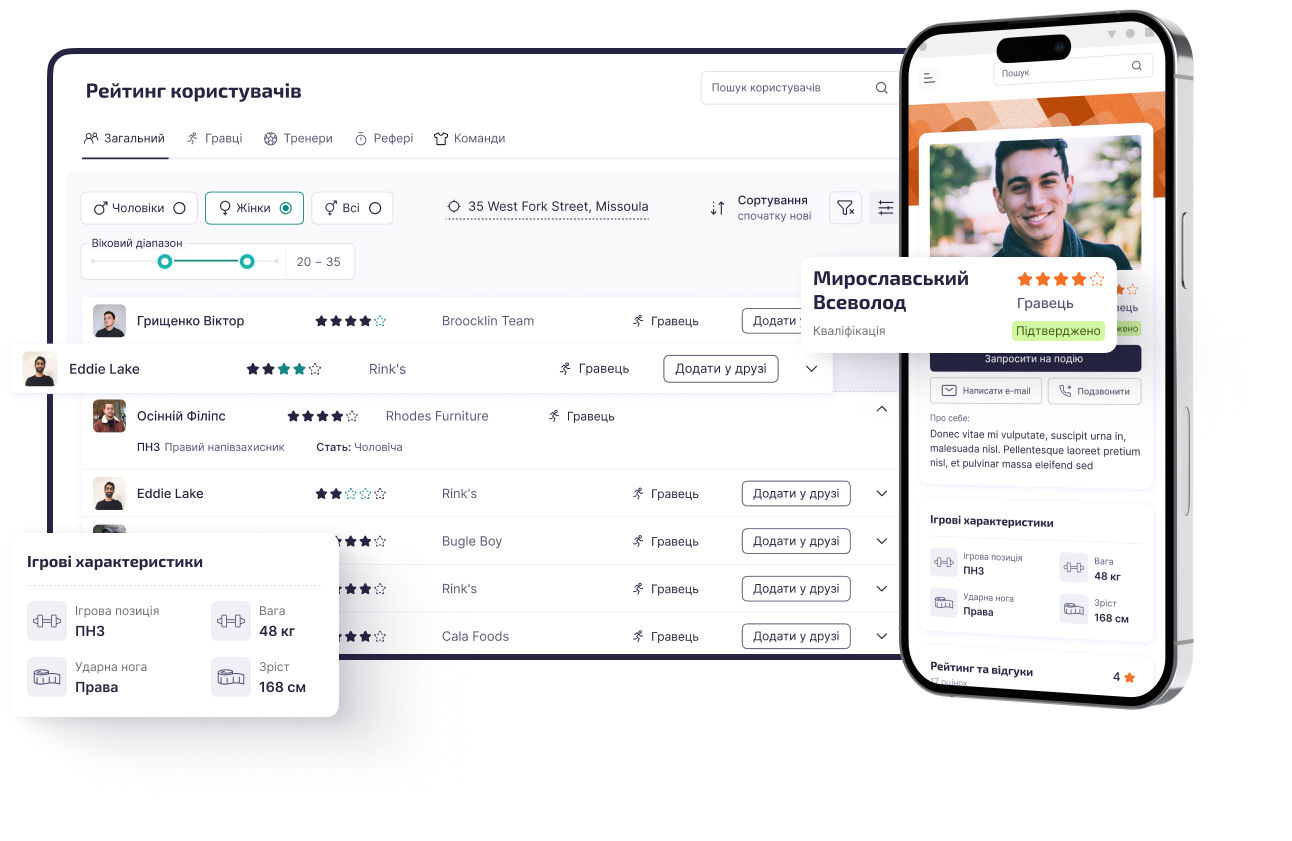 Рейтинг користувачів
Пошук користувачів
Загальний
Гравці
Тренери
Рефері
Команди
Чоловіки
Жінки
Всі
35 West Fork Street, Missoula
Сортування
спочатку нові
Віковий діапазон
20 – 35
Грищенко Віктор
Broocklin Team
Гравець
Додати у
Eddie Lake
Rink's
Гравець
Додати у друзі
Осінній Філіпс
Rhodes Furniture
Гравець
ПНЗ Правий напівзахисник
Стать: Чоловіча
Eddie Lake
Rink's
Гравець
Додати у друзі
Bugle Boy
Гравець
Додати у друзі
Rink's
Гравець
Додати у друзі
Cala Foods
Гравець
Додати у друзі
Ігрові характеристики
Ігрова позиція
ПНЗ
Вага
48 кг
Ударна нога
Права
Зріст
168 см
Пошук
Мирославський
Всеволод
Гравець
Кваліфікація
Підтверджено
Запросити на подію
Написати e-mail
Подзвонити
Про себе:
Donec vitae mi vulputate, suscipit urna in,
malesuada nisl. Pellentesque laoreet pretium
nisl, et pulvinar massa eleifend sed
Ігрові характеристики
Ігрова позиція
ПНЗ
Вага
48 кг
Ударна нога
Права
Зріст
168 см
Рейтинг та відгуки
4
17 оцінок